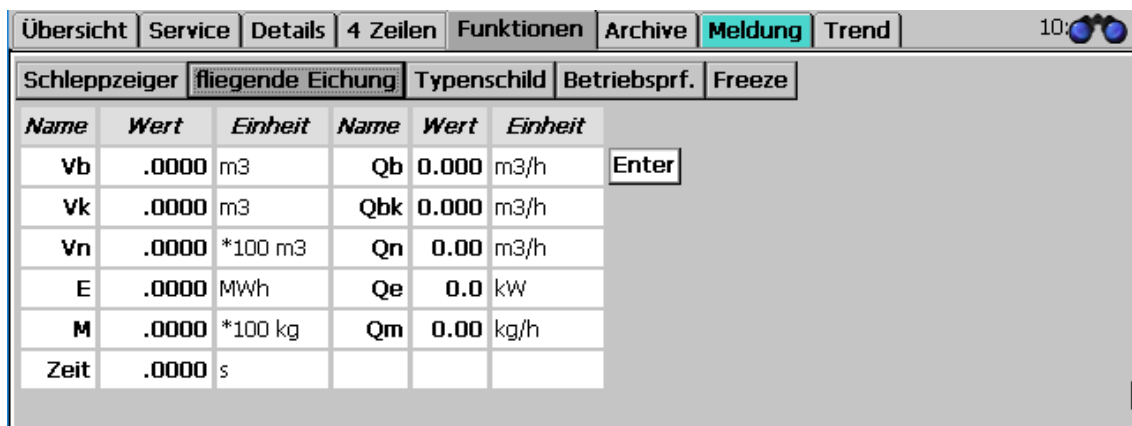 Übersicht Service Details 4 Zeilen Funktionen Archive Meldung Trend 10:
Schleppzeiger fliegende Eichung Typenschild Betriebsprf. Freeze
Name Wert Einheit Name Wert Einheit
Vb .0000 m3 Qb 0.000 m3/h Enter
Vk .0000 m3 Qbk 0.000 m3/h
Vn .0000 *100 m3 Qn 0.00 m3/h
E .0000 MWh Qe 0.0 kW
M .0000 *100 kg Qm 0.00 kg/h
Zeit .0000 s